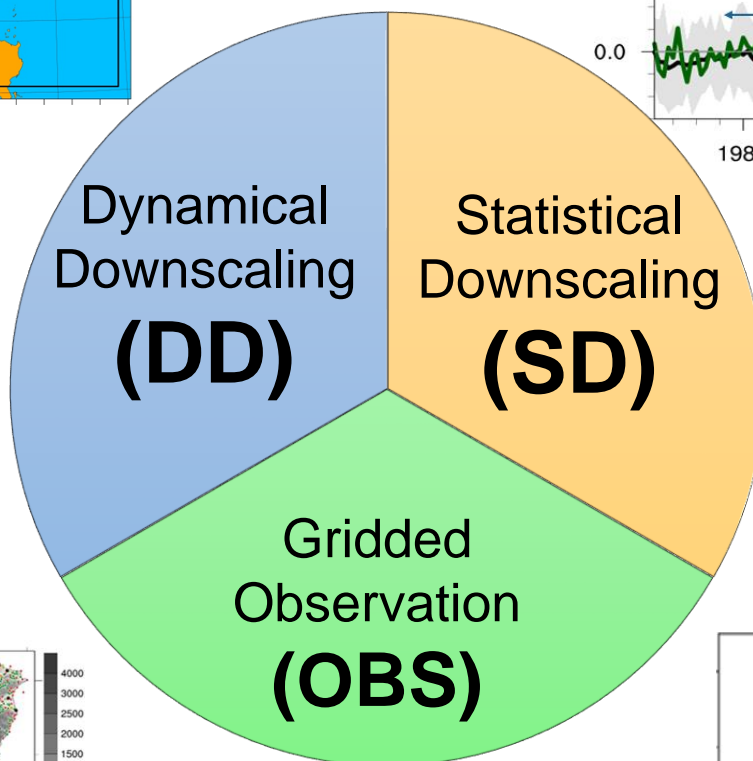 0.0
198
Dynamical
Downscaling
(DD)
Statistical
Downscaling
(SD)
Gridded
Observation
(OBS)
4000
3000
2500
2000
1500